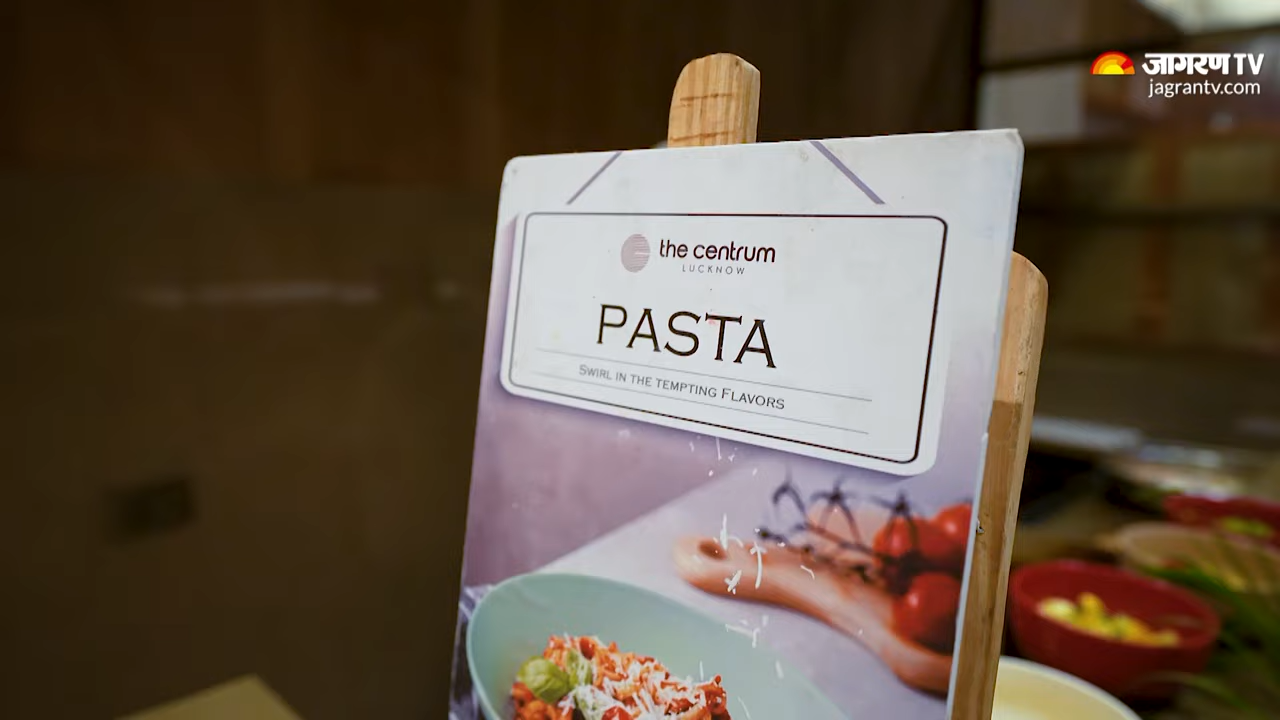 जागरण TV
jagrantv.com
the centrum
LUCKNOW
PASTA
SWIRL IN THE TEMPTING FLAVORS